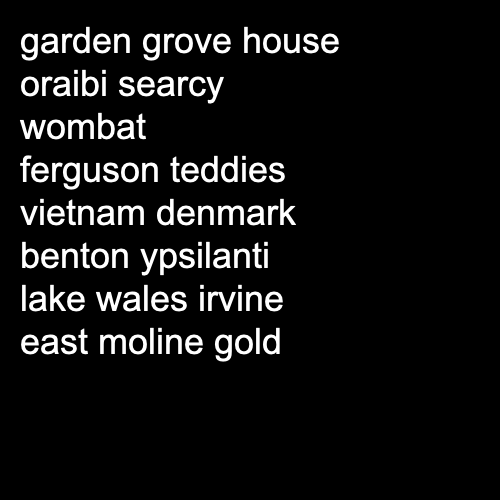 garden grove house
oraibi searcy
wombat
ferguson teddies
vietnam denmark
benton ypsilanti
lake wales irvine
east moline gold